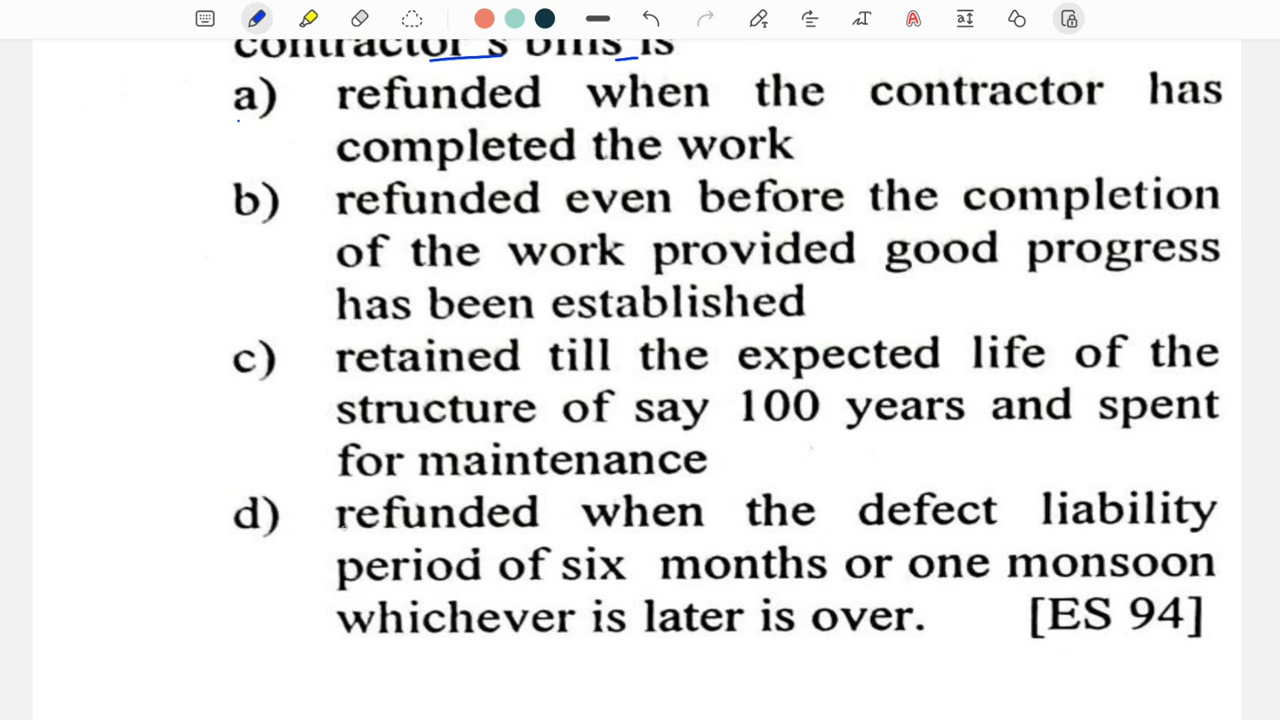 contractor's bills is
a) refunded when the contractor has
completed the work
b) refunded even before the completion
of the work provided good progress
has been established
c) retained till the expected life of the
structure of say 100 years and spent
for maintenance
d) refunded when the defect liability
period of six months or one monsoon
whichever is later is over. [ES 94]